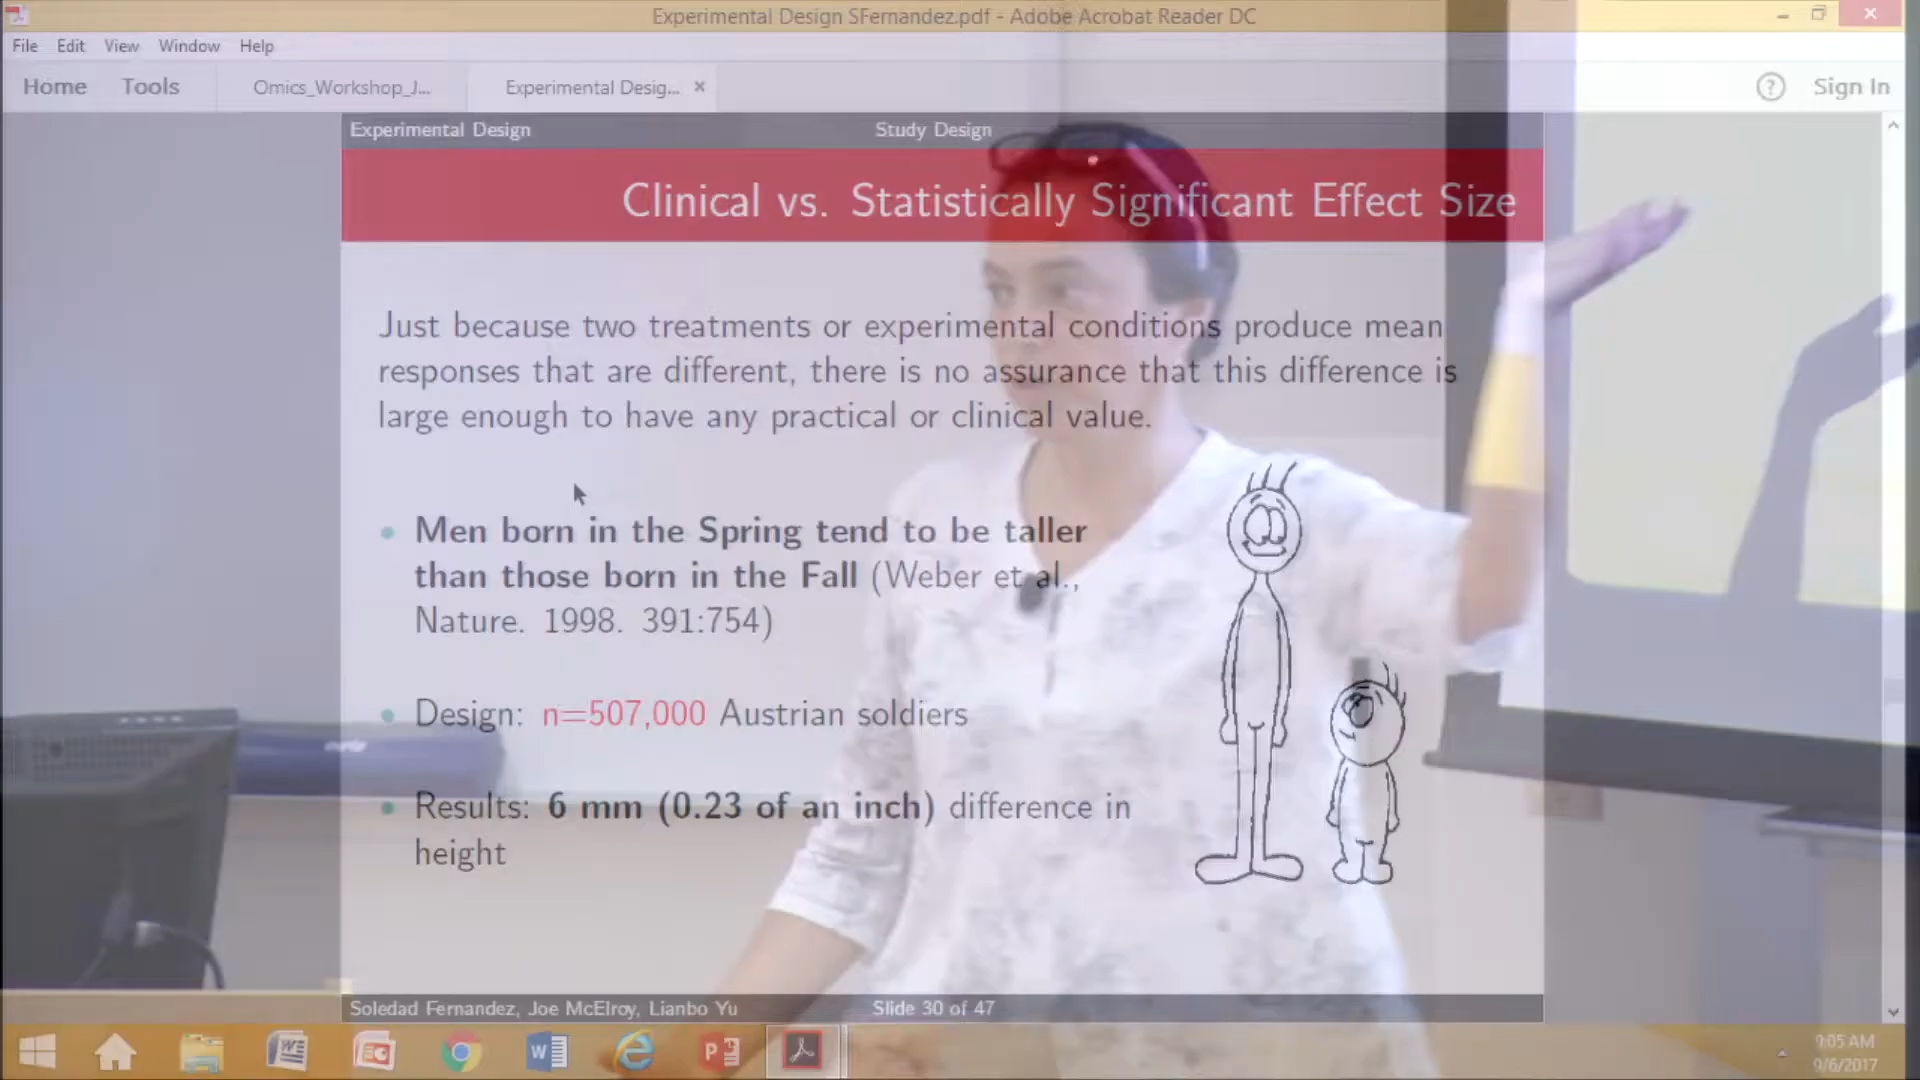 Experimental Design SFernandez.pdf - Adobe Acrobat Reader DC
File Edit View Window Help
Home Tools Omics_Workshop_J... Experimental Desig... × ? Sign In
Experimental Design Study Design
Clinical vs. Statistically Significant Effect Size
Just because two treatments or experimental conditions produce mean
responses that are different, there is no assurance that this difference is
large enough to have any practical or clinical value.
• Men born in the Spring tend to be taller
than those born in the Fall (Weber et al.,
Nature. 1998. 391:754)
• Design: n=507,000 Austrian soldiers
• Results: 6 mm (0.23 of an inch) difference in
height
Soledad Fernandez, Joe McElroy, Lianbo Yu Slide 30 of 47
9:05 AM
9/6/2017